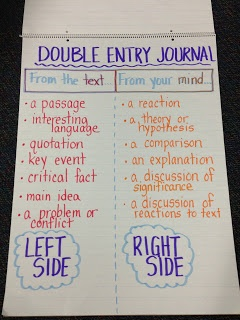 DOUBLE ENTRY JOURNAL
From the text
• a passage
• interesting
language
• quotation
• key event
• critical fact
• main idea
• a problem or
conflict
LEFT
SIDE
From your mind
• a reaction
• a theory or
hypothesis
• a comparison
• an explanation
• a discussion of
significance
• a discussion of
reactions to text
RIGHT
SIDE